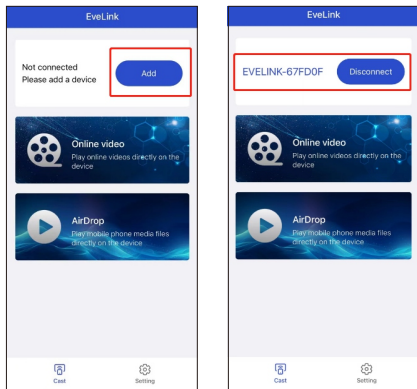 EveLink
Not connected
Please add a device
Add
Online video
Play online videos directly on the
device
AirDrop
Play mobile phone media files
directly on the device
Cast
Setting
EveLink
EVELINK-67FD0F
Disconnect
Online video
Play online videos directly on the
device
AirDrop
Play mobile phone media files
directly on the device
Cast
Setting